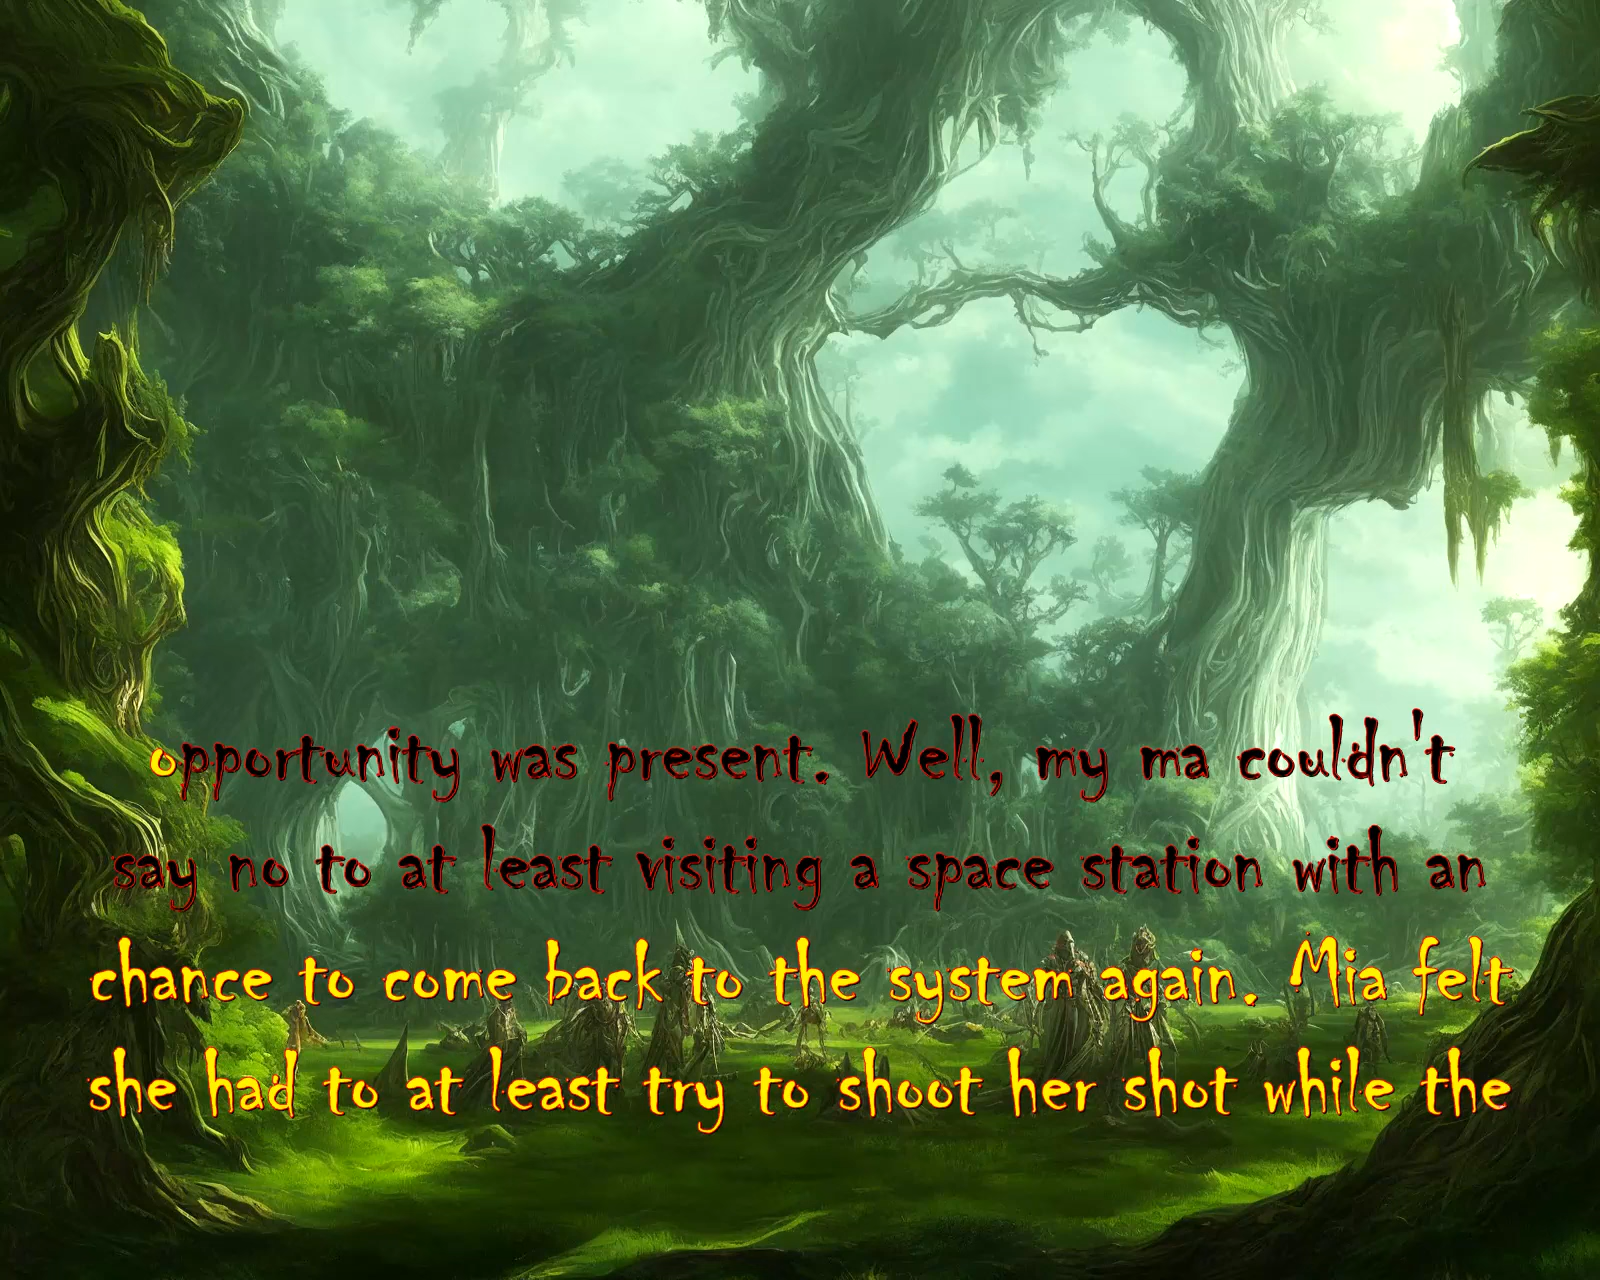 opportunity was present. Well, my ma couldn't
say no to at least visiting a space station with an
chance to come back to the system again. Mia felt
she had to at least try to shoot her shot while the